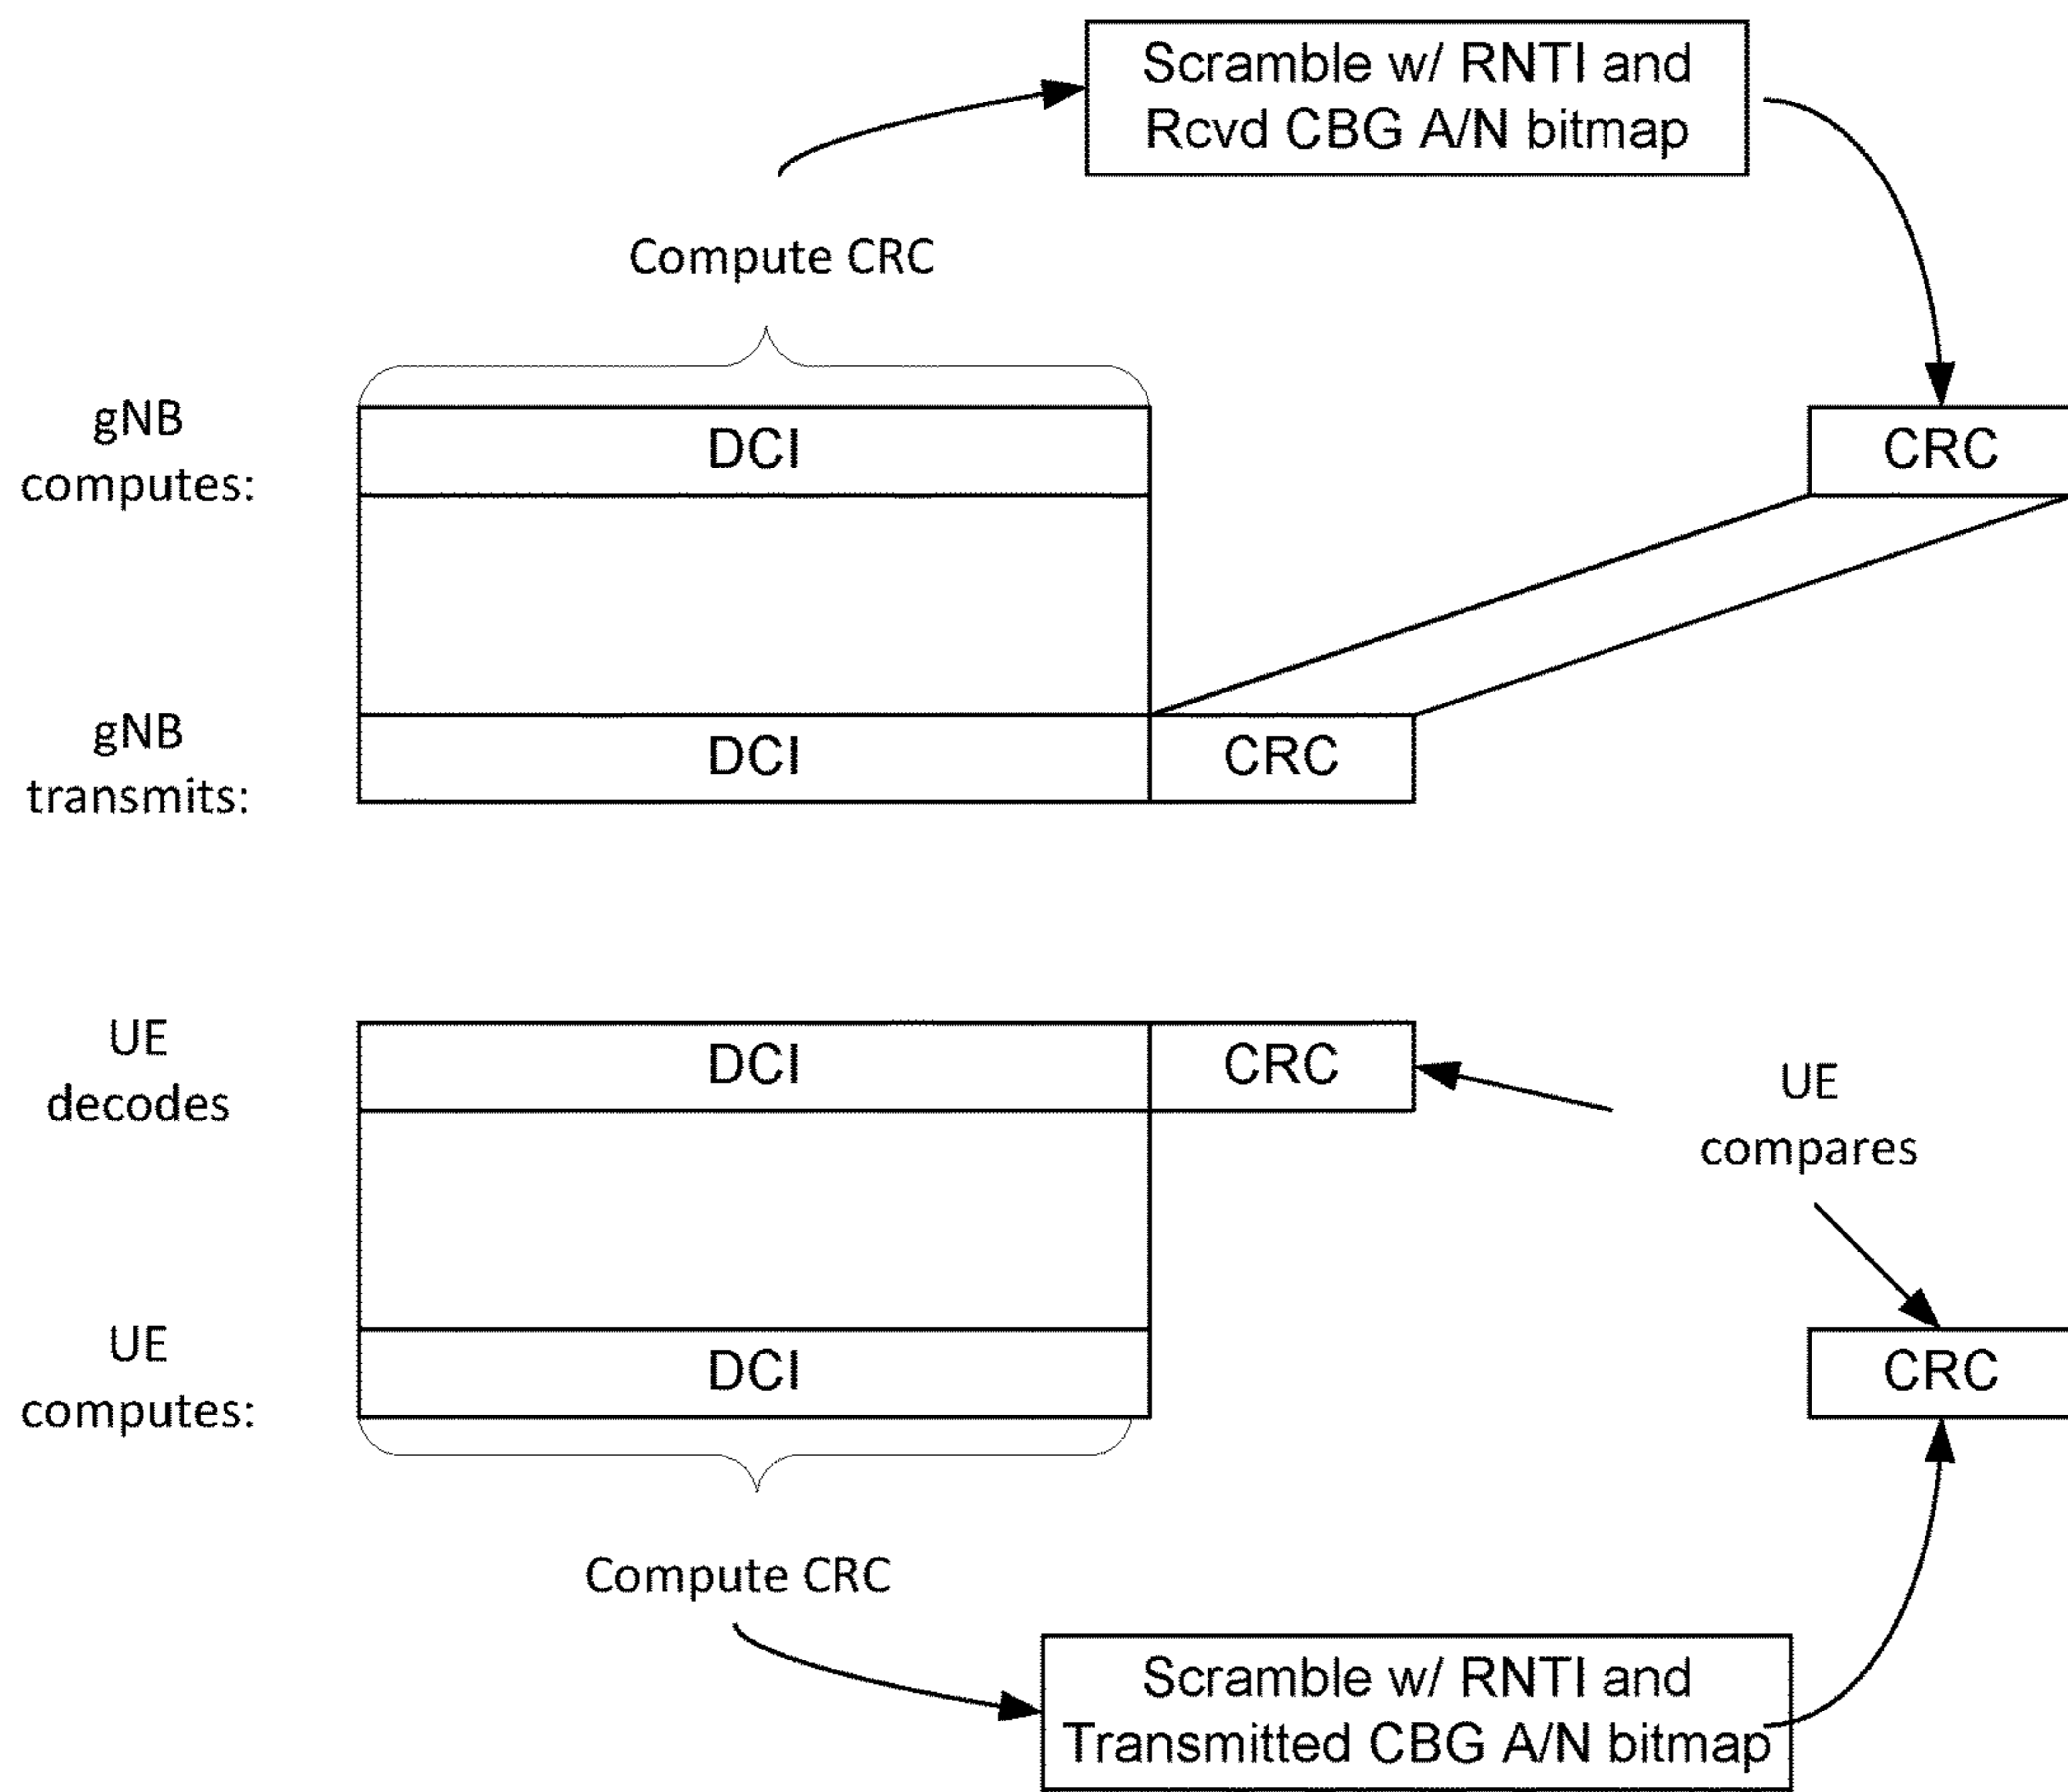 Scramble w/ RNTI and
Rcvd CBG A/N bitmap
Compute CRC
gNB
computes:
DCI
CRC
gNB
transmits:
DCI
CRC
UE
decodes
DCI
CRC
UE
compares
UE
computes:
DCI
CRC
Compute CRC
Scramble w/ RNTI and
Transmitted CBG A/N bitmap